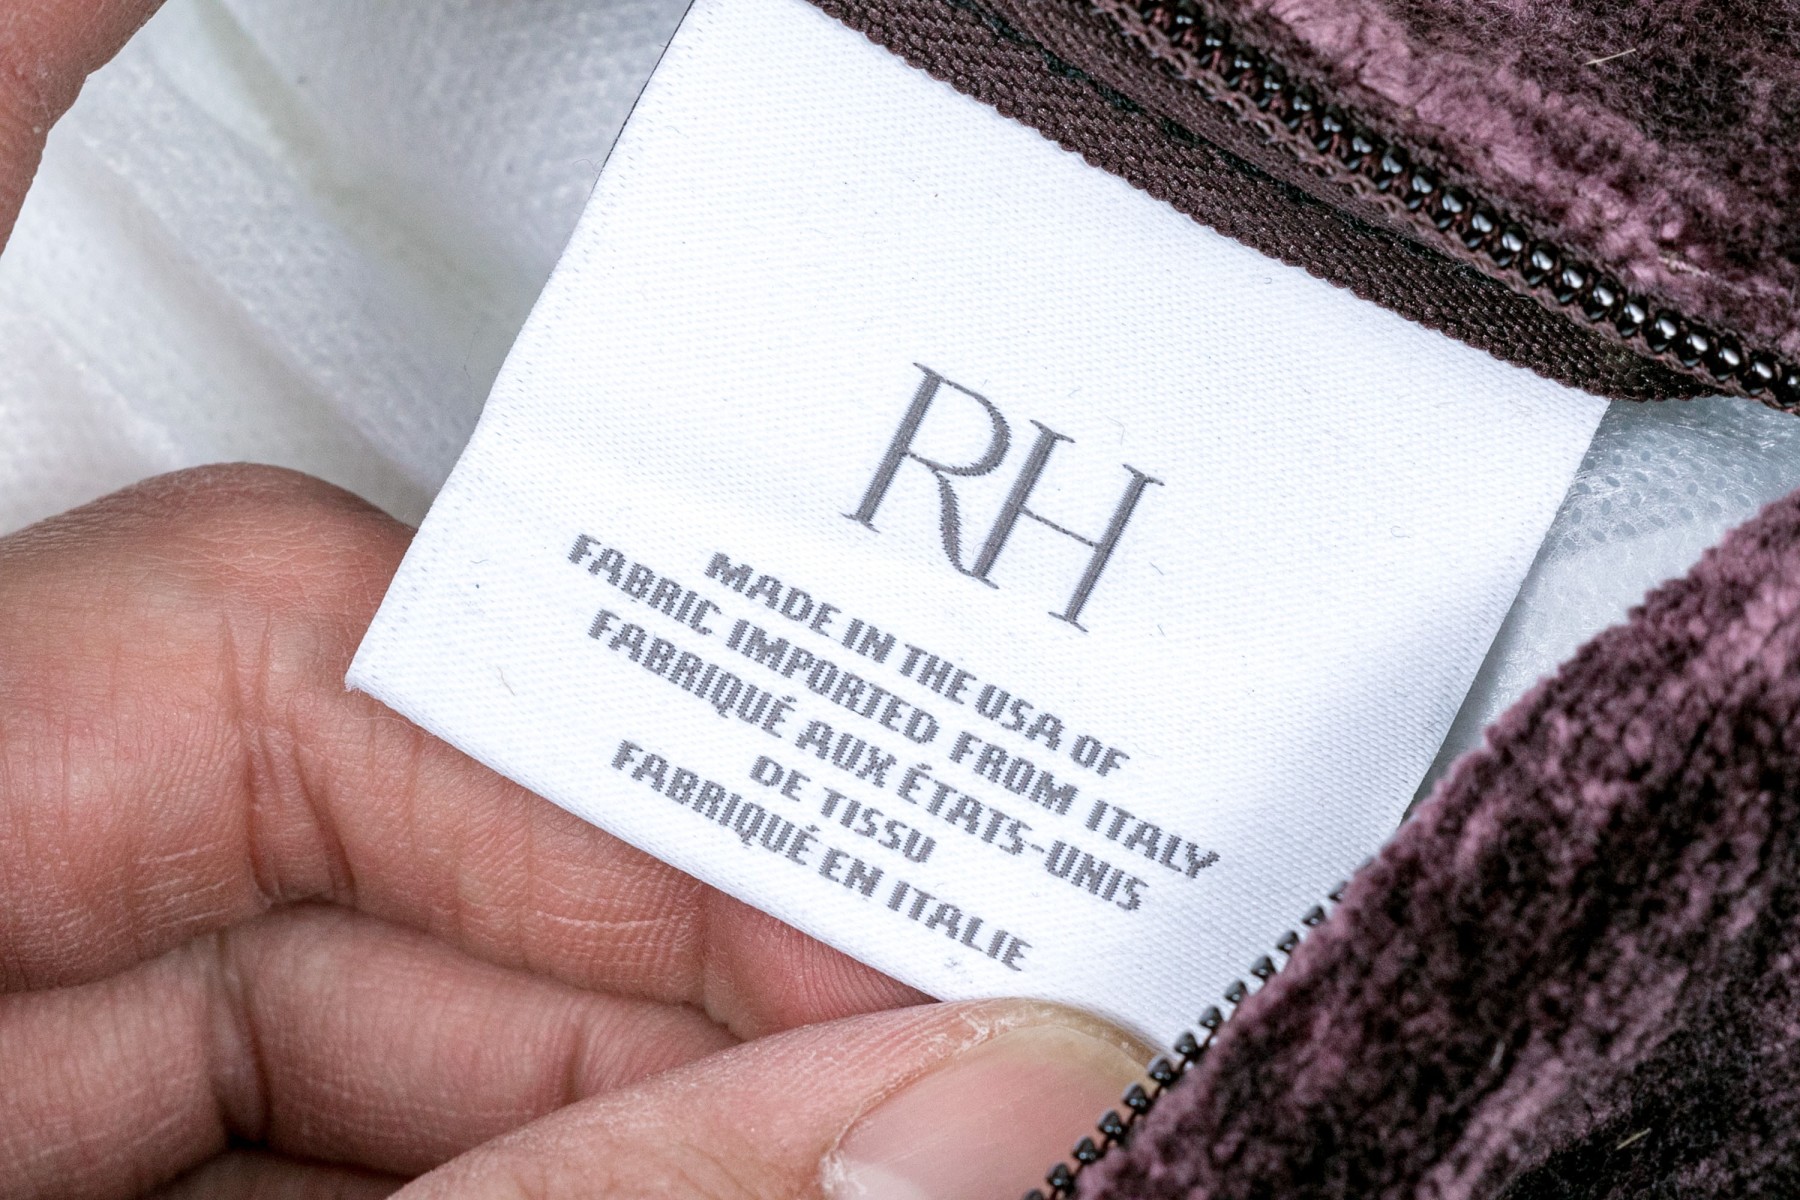 RH
MADE IN THE USA OF
FABRIC IMPORTED FROM ITALY
FABRIQUÉ AUX ÉTATS-UNIS
DE TISSU
FABRIQUÉ EN ITALIE